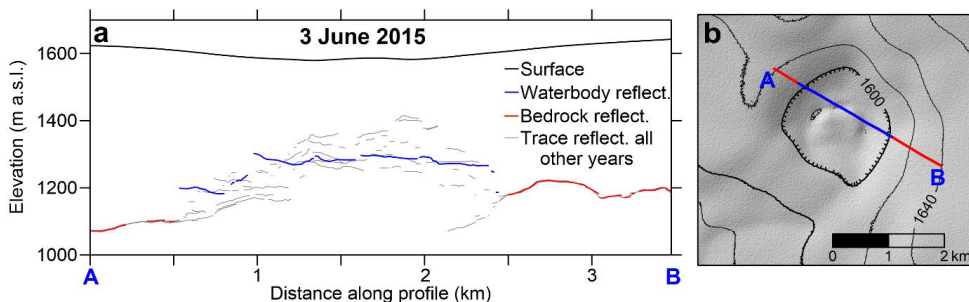 a
3 June 2015
Surface
Waterbody reflect.
Bedrock reflect.
Trace reflect. all
other years
1600
1400
1200
1000
Elevation (m a.s.l.)
A
1
2
3
B
Distance along profile (km)
b
A
1600
B
1640
0
1
2 km